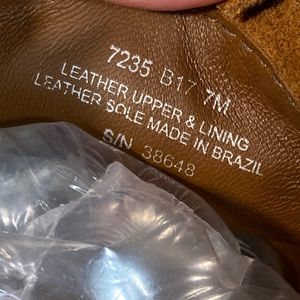 7235 B17 7M
LEATHER UPPER & LINING
LEATHER SOLE MADE IN BRAZIL
S/N 38648